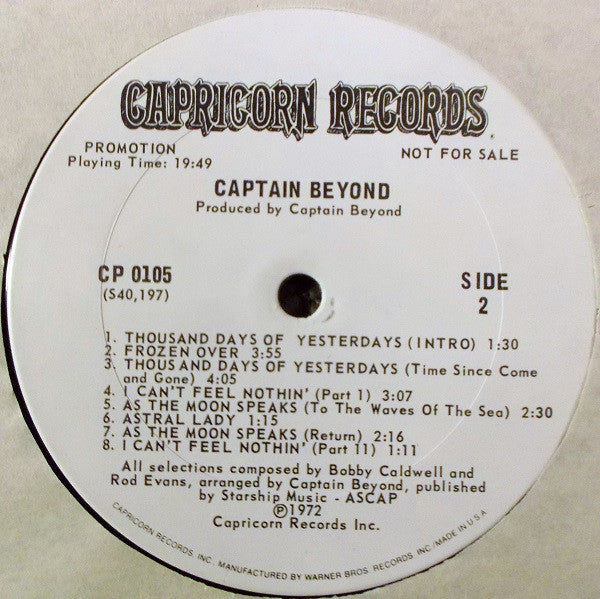 CAPRICORN RECORDS.
PROMOTION
Playing Time: 19:49
NOT FOR SALE
CAPTAIN BEYOND
Produced by Captain Beyond
CP 0105
(S40,197)
SIDE
2
1. THOUSAND DAYS OF YESTERDAYS (INTRO) 1:30
2. FROZEN OVER 3:55
3. THOUSAND DAYS OF YESTERDAYS (Time Since Come
and Gone) 4:05
4. I CAN'T FEEL NOTHIN' (Part 1) 3:07
5. AS THE MOON SPEAKS (To The Waves Of The Sea) 2:30
6. ASTRAL LADY 1:15
7. AS THE MOON SPEAKS (Return) 2:16
8. I CAN'T FEEL NOTHIN' (Part 11) 1:11
All selections composed by Bobby Caldwell and
Rod Evans, arranged by Captain Beyond, published
by Starship Music - ASCAP
Ⓟ1972
Capricorn Records Inc.
CAPRICORN RECORDS, INC. MANUFACTURED BY WARNER BROS. RECORDS INC./MADE IN U.S.A